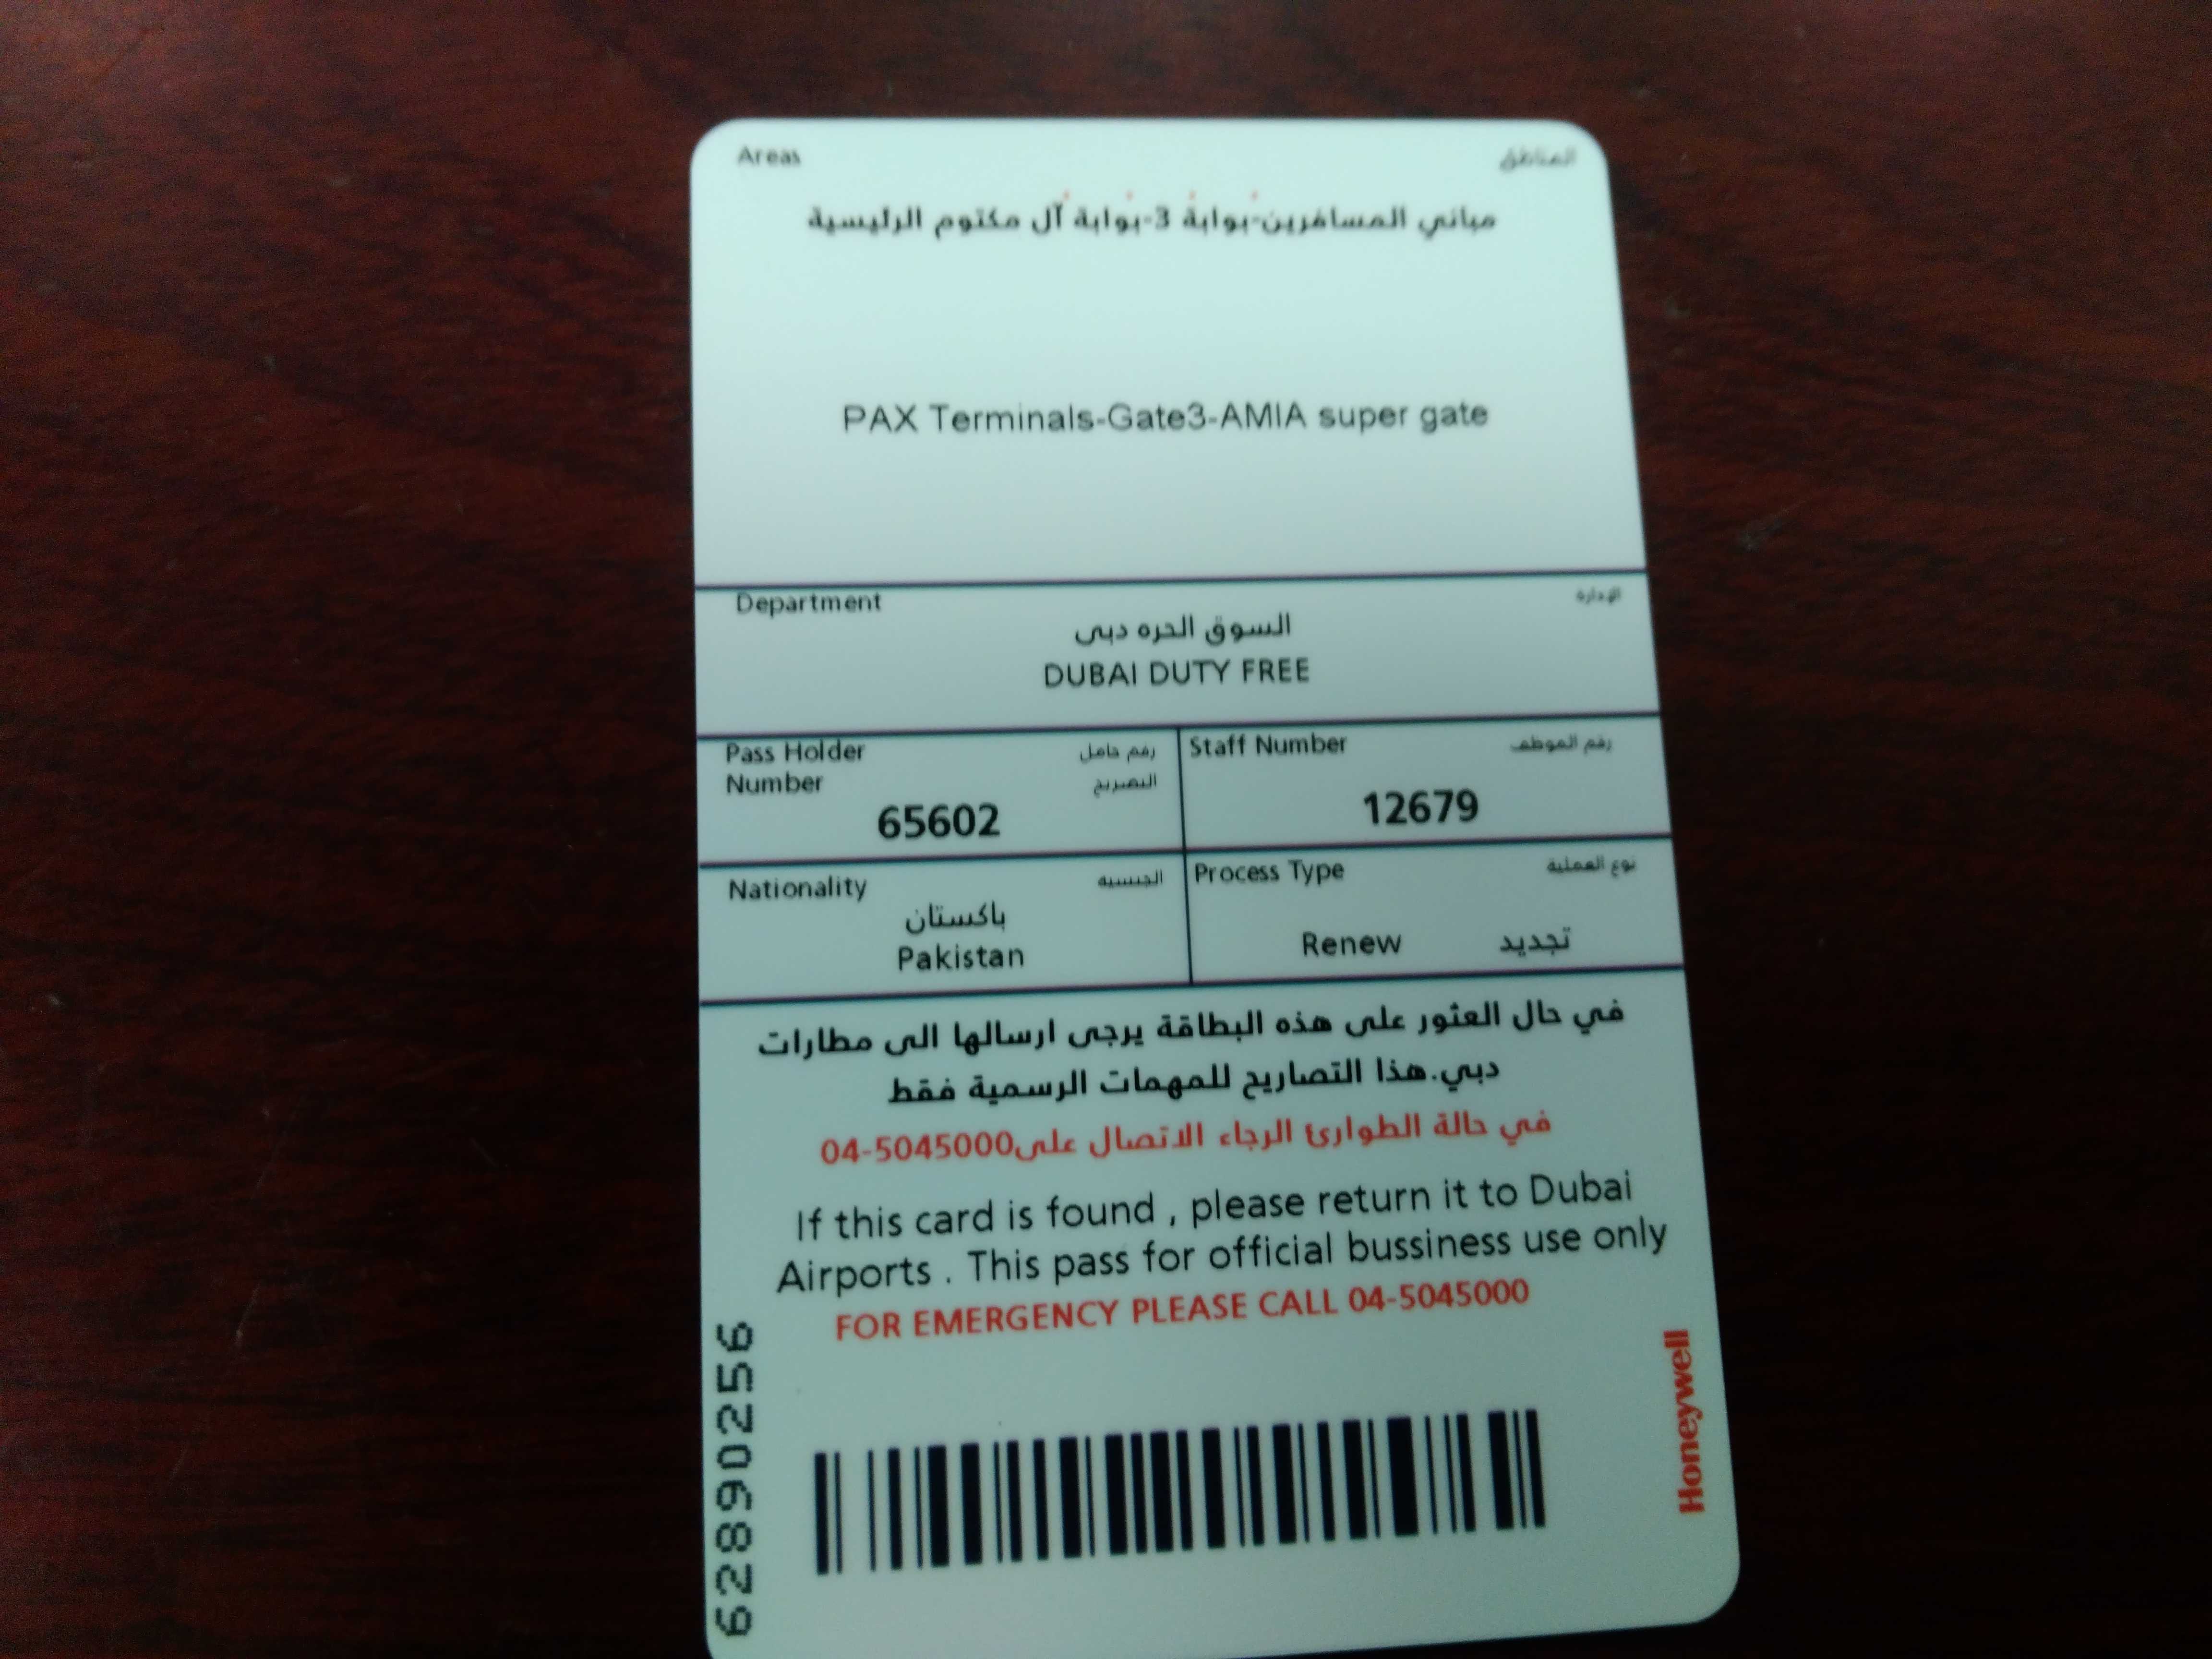 Areas المناطق
مباني المسافرين-بوابة 3-بوابة آل مكتوم الرئيسية
PAX Terminals-Gate3-AMIA super gate
Department الإدارة
السوق الحره دبى
DUBAI DUTY FREE
Pass Holder Number رقم حامل التصريح
65602
Staff Number رقم الموظف
12679
Nationality الجنسية
باكستان
Pakistan
Process Type نوع العملية
Renew تجديد
في حال العثور على هذه البطاقة يرجى ارسالها الى مطارات
دبي.هذا التصاريح للمهمات الرسمية فقط
في حالة الطوارئ الرجاء الاتصال على04-5045000
If this card is found , please return it to Dubai
Airports . This pass for official bussiness use only
FOR EMERGENCY PLEASE CALL 04-5045000
62890256
Honeywell